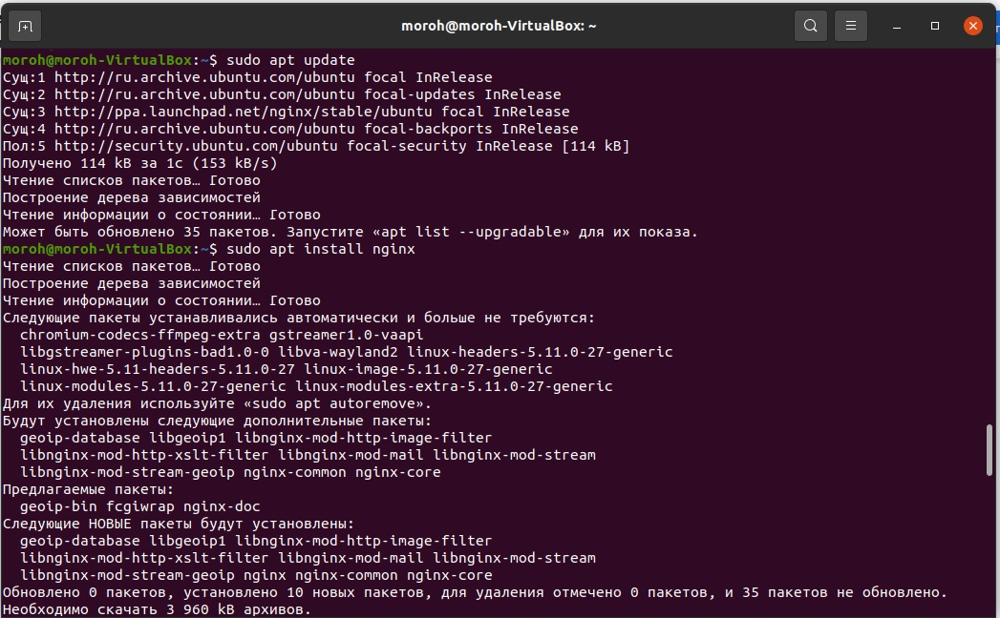 moroh@moroh-VirtualBox: ~
moroh@moroh-VirtualBox:~$ sudo apt update
Сущ:1 http://ru.archive.ubuntu.com/ubuntu focal InRelease
Сущ:2 http://ru.archive.ubuntu.com/ubuntu focal-updates InRelease
Сущ:3 http://ppa.launchpad.net/nginx/stable/ubuntu focal InRelease
Сущ:4 http://ru.archive.ubuntu.com/ubuntu focal-backports InRelease
Пол:5 http://security.ubuntu.com/ubuntu focal-security InRelease [114 kB]
Получено 114 kB за 1с (153 kB/s)
Чтение списков пакетов… Готово
Построение дерева зависимостей
Чтение информации о состоянии… Готово
Может быть обновлено 35 пакетов. Запустите «apt list --upgradable» для их показа.
moroh@moroh-VirtualBox:~$ sudo apt install nginx
Чтение списков пакетов… Готово
Построение дерева зависимостей
Чтение информации о состоянии… Готово
Следующие пакеты устанавливались автоматически и больше не требуются:
chromium-codecs-ffmpeg-extra gstreamer1.0-vaapi
libgstreamer-plugins-bad1.0-0 libva-wayland2 linux-headers-5.11.0-27-generic
linux-hwe-5.11-headers-5.11.0-27 linux-image-5.11.0-27-generic
linux-modules-5.11.0-27-generic linux-modules-extra-5.11.0-27-generic
Для их удаления используйте «sudo apt autoremove».
Будут установлены следующие дополнительные пакеты:
geoip-database libgeoip1 libnginx-mod-http-image-filter
libnginx-mod-http-xslt-filter libnginx-mod-mail libnginx-mod-stream
libnginx-mod-stream-geoip nginx-common nginx-core
Предлагаемые пакеты:
geoip-bin fcgiwrap nginx-doc
Следующие НОВЫЕ пакеты будут установлены:
geoip-database libgeoip1 libnginx-mod-http-image-filter
libnginx-mod-http-xslt-filter libnginx-mod-mail libnginx-mod-stream
libnginx-mod-stream-geoip nginx nginx-common nginx-core
Обновлено 0 пакетов, установлено 10 новых пакетов, для удаления отмечено 0 пакетов, и 35 пакетов не обновлено.
Необходимо скачать 3 960 kB архивов.